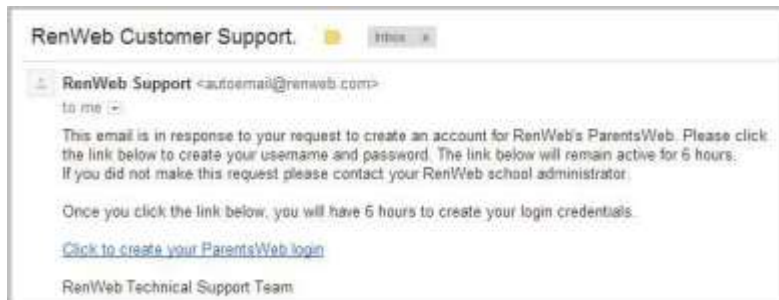 RenWeb Customer Support.
Inbox x
RenWeb Support <autoemail@renweb.com>
to me
This email is in response to your request to create an account for RenWeb's ParentsWeb. Please click
the link below to create your username and password. The link below will remain active for 6 hours.
If you did not make this request please contact your RenWeb school administrator.
Once you click the link below, you will have 6 hours to create your login credentials.
Click to create your ParentsWeb login
RenWeb Technical Support Team